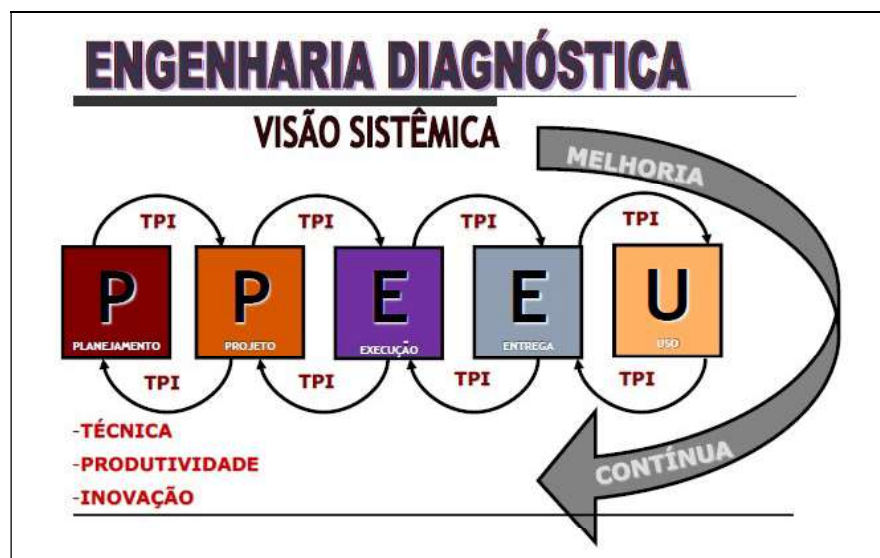 ENGENHARIA DIAGNÓSTICA
VISÃO SISTÊMICA
MELHORIA
TPI TPI TPI TPI
P P E E U
PLANEJAMENTO PROJETO EXECUÇÃO ENTREGA USO
TPI TPI TPI TPI
-TÉCNICA
-PRODUTIVIDADE
-INOVAÇÃO
CONTÍNUA